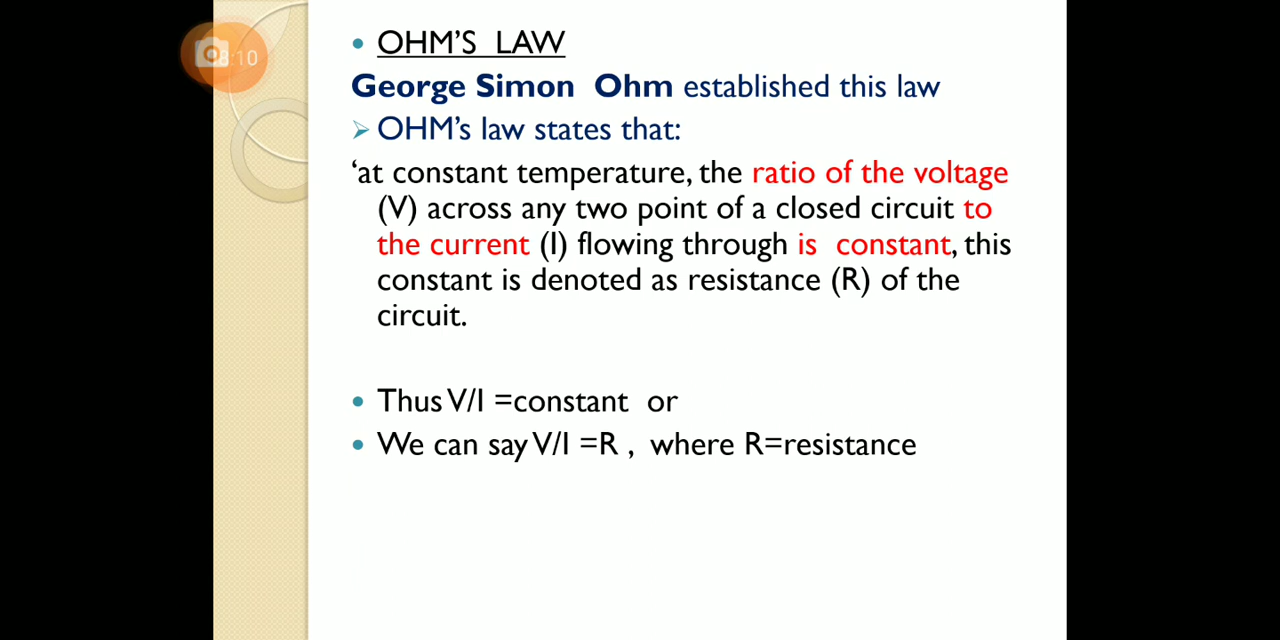 08:10
OHM'S LAW
George Simon Ohm established this law
OHM's law states that:
‘at constant temperature, the ratio of the voltage
(V) across any two point of a closed circuit to
the current (I) flowing through is constant, this
constant is denoted as resistance (R) of the
circuit.
Thus V/I =constant or
We can say V/I =R , where R=resistance